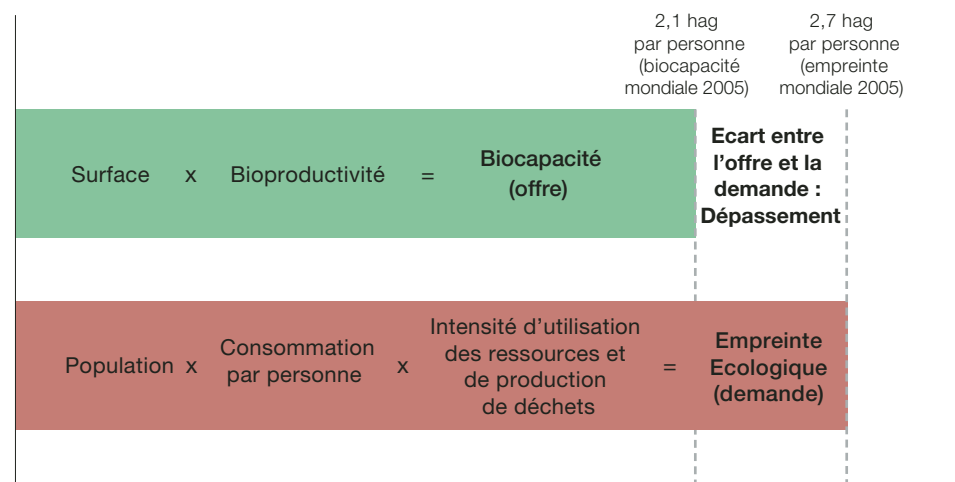 2,1 hag
par personne
(biocapacité
mondiale 2005)
2,7 hag
par personne
(empreinte
mondiale 2005)
Surface x Bioproductivité =
Biocapacité
(offre)
Ecart entre
l'offre et la
demande :
Dépassement
Population x
Consommation
par personne
x
Intensité d'utilisation
des ressources et
de production
de déchets
=
Empreinte
Ecologique
(demande)